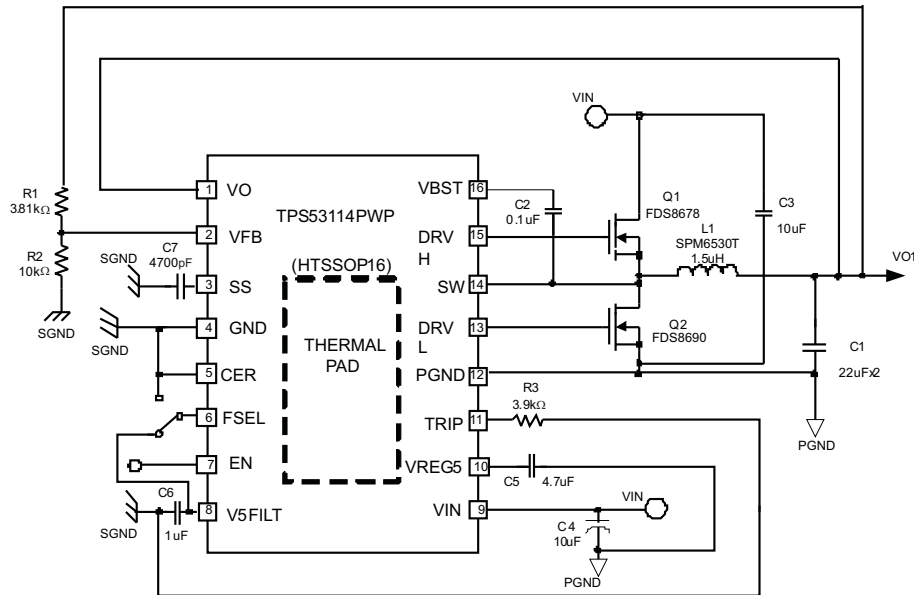 VIN
R1
3.81kΩ
R2
10kΩ
SGND
C7
4700pF
SGND
SGND
SGND
C6
1uF
1
VO
2
VFB
3
SS
4
GND
5
CER
6
FSEL
7
EN
8
V5FILT
TPS53114PWP
(HTSSOP16)
THERMAL
PAD
VBST
16
DRV
H
15
SW
14
DRV
L
13
PGND
12
TRIP
11
VREG5
10
VIN
9
C2
0.1uF
Q1
FDS8678
L1
SPM6530T
1.5uH
C3
10uF
Q2
FDS8690
VO1
C1
22uFx2
PGND
R3
3.9kΩ
C5
4.7uF
VIN
C4
10uF
PGND